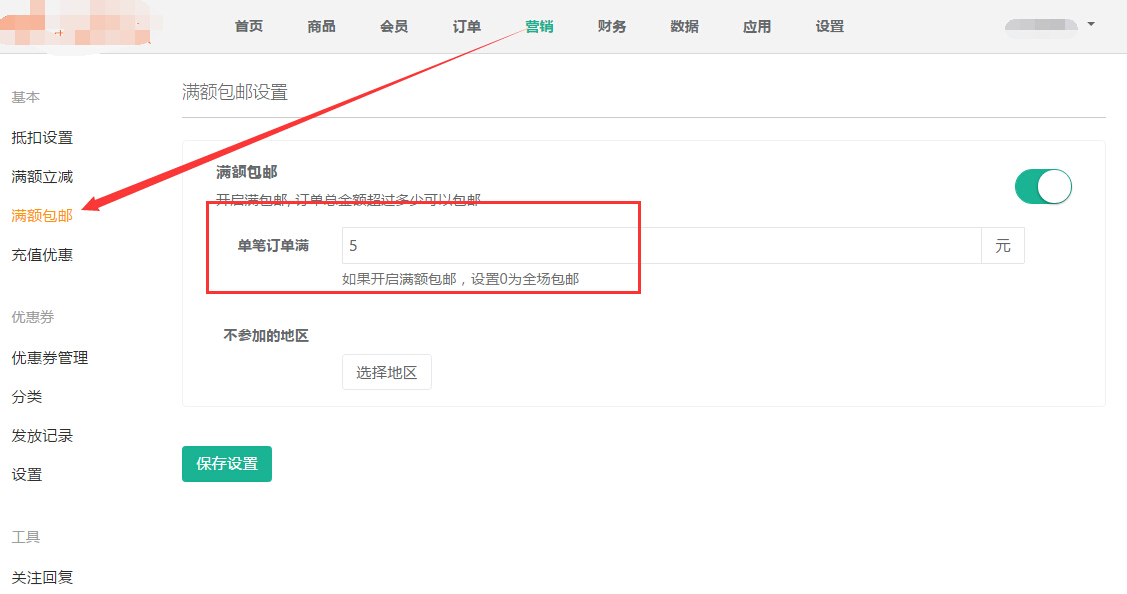 首页 商品 会员 订单 营销 财务 数据 应用 设置
基本
抵扣设置
满额立减
满额包邮
充值优惠
优惠券
优惠券管理
分类
发放记录
设置
工具
关注回复
满额包邮设置
满额包邮
开启满包邮, 订单总金额超过多少可以包邮
单笔订单满 5 元
如果开启满额包邮，设置0为全场包邮
不参加的地区
选择地区
保存设置